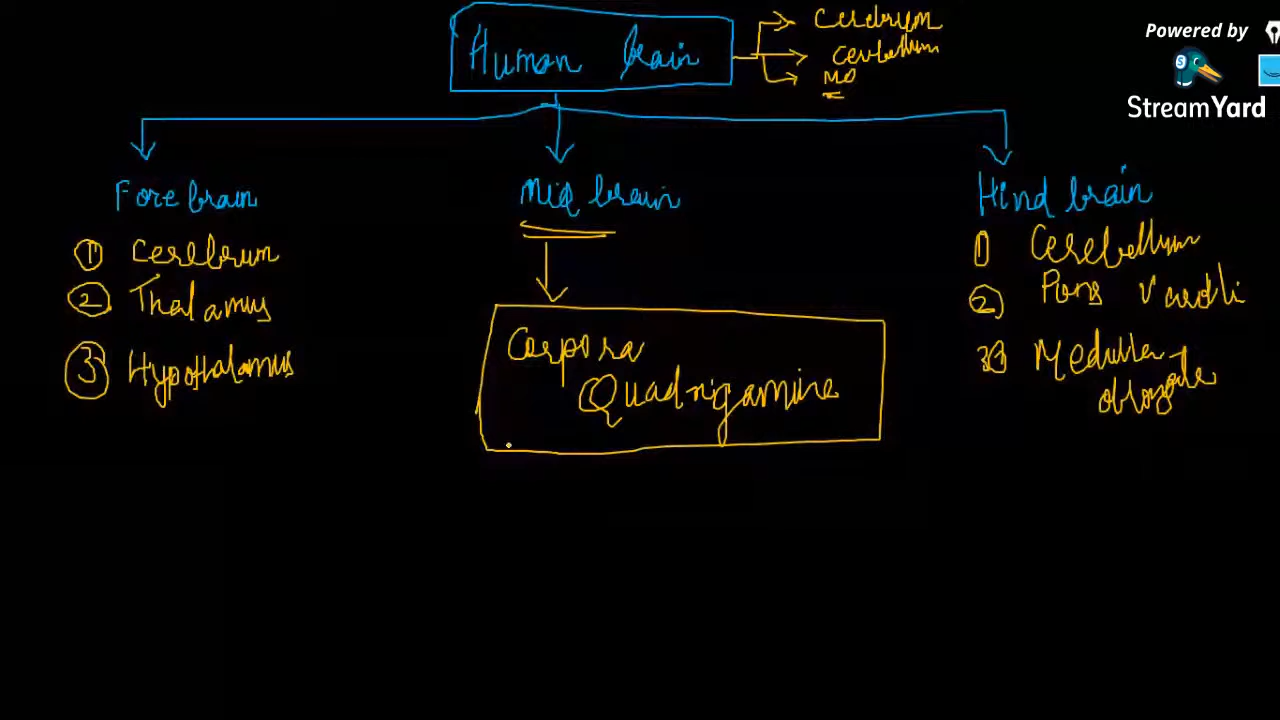 Human brain
Cerebrum
Cerebellum
MO
Powered by
StreamYard
Fore brain
① Cerebrum
② Thalamus
③ Hypothalamus
Mid brain
Corpora
Quadrigamine
Hind brain
1) Cerebellum
② Pons Varoli
3) Medulla
oblongata